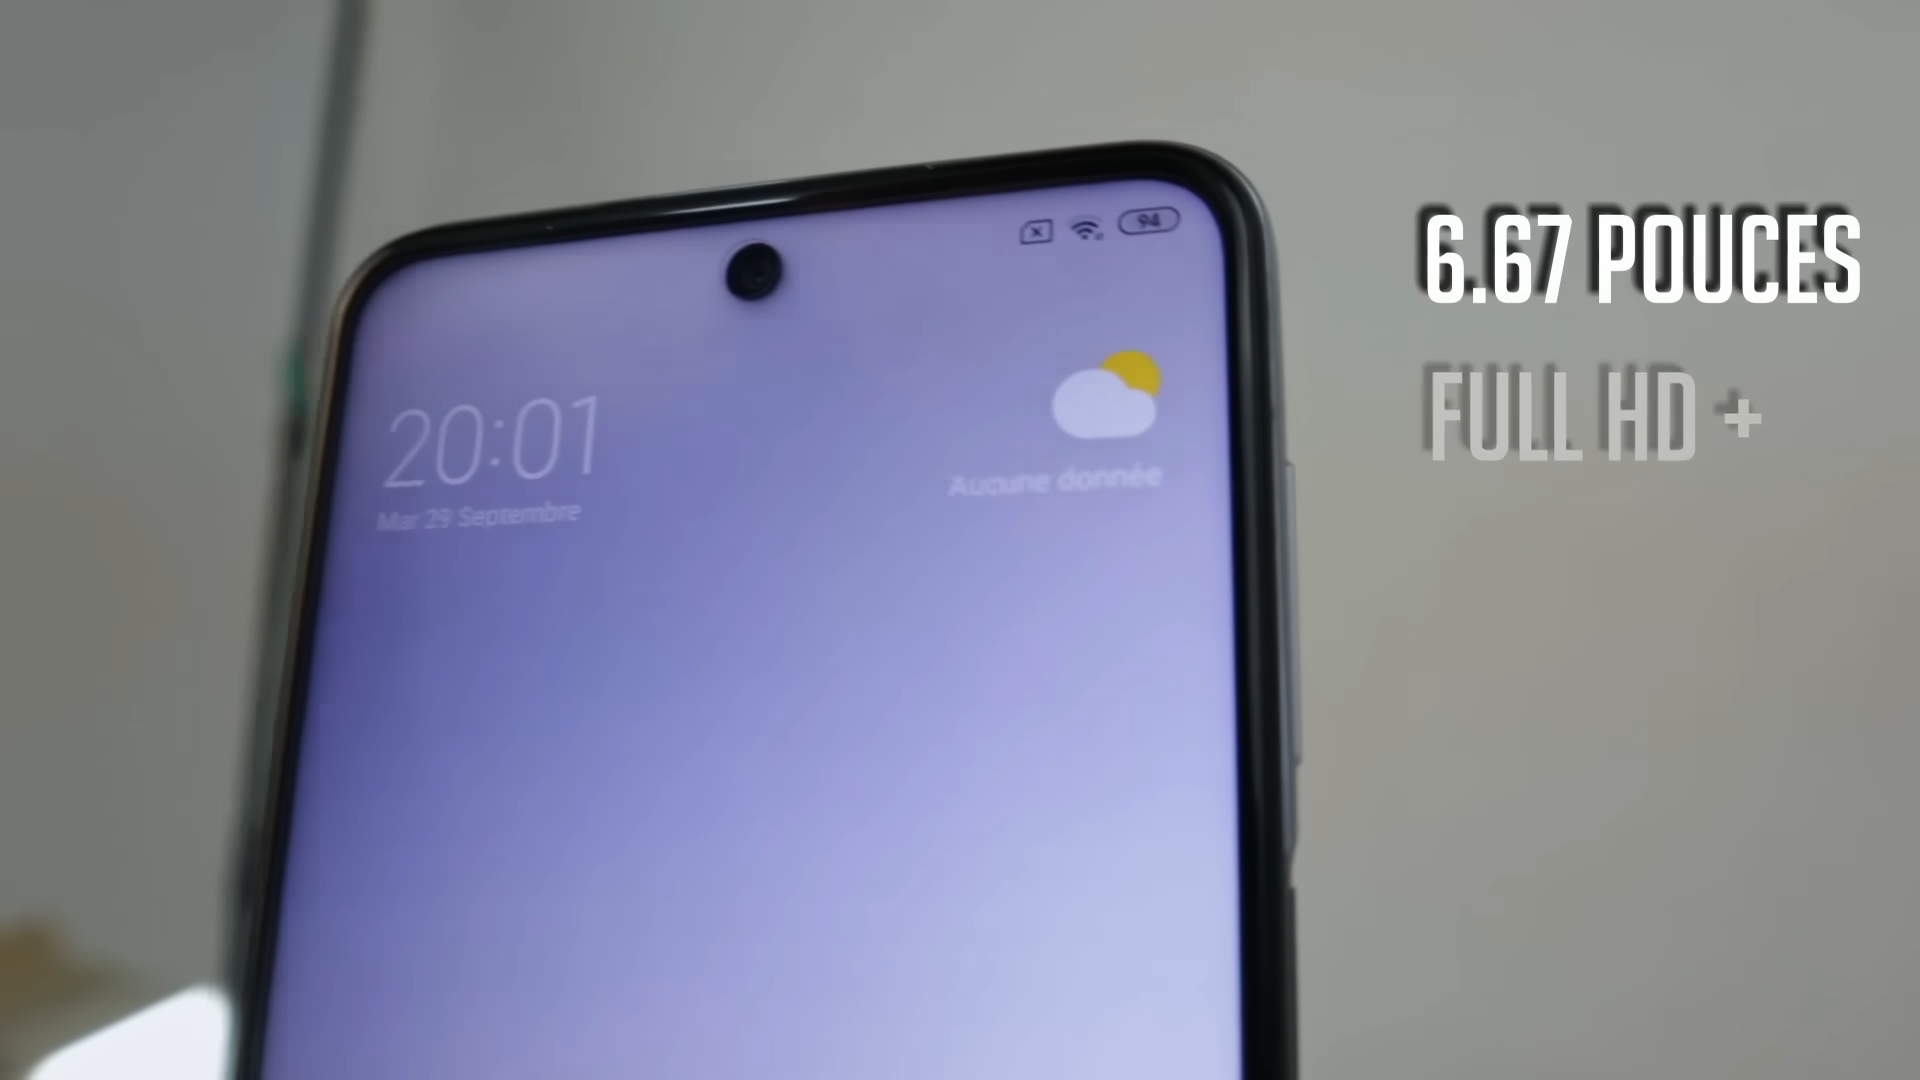 94
20:01
Mar 29 Septembre
Aucune donnée
6.67 POUCES
FULL HD +